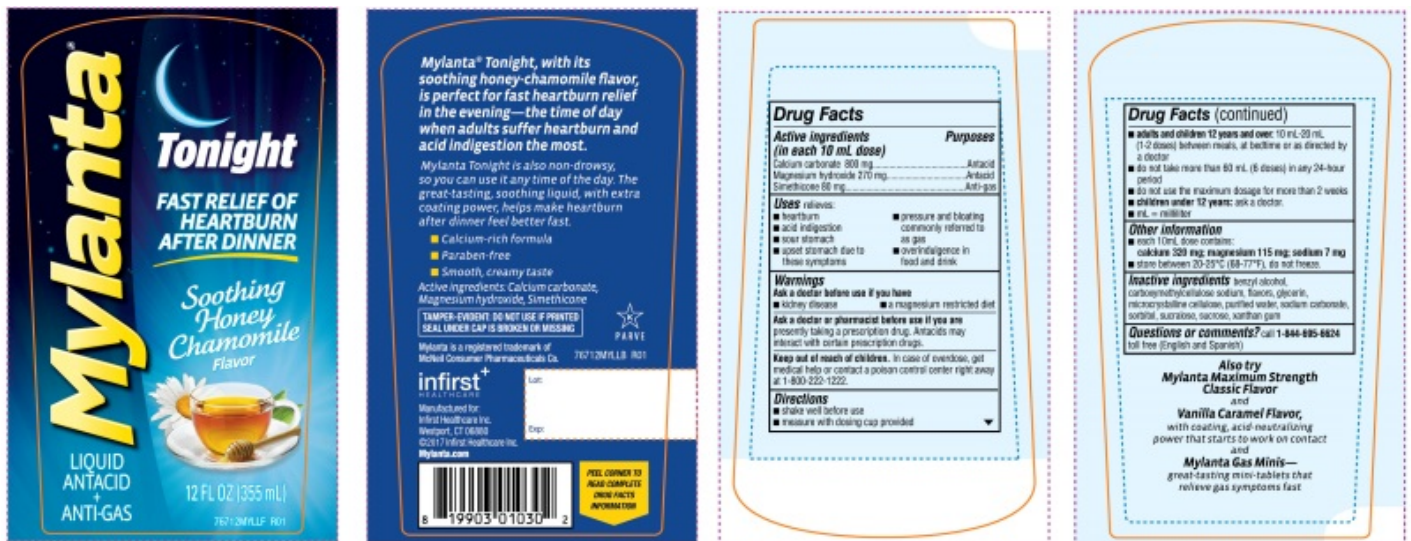 Mylanta®
Tonight
FAST RELIEF OF
HEARTBURN
AFTER DINNER
Soothing
Honey
Chamomile
Flavor
LIQUID
ANTACID
+
ANTI-GAS
12 FL OZ (355 mL)
76712MYLLF R01
Mylanta® Tonight, with its
soothing honey-chamomile flavor,
is perfect for fast heartburn relief
in the evening—the time of day
when adults suffer heartburn and
acid indigestion the most.
Mylanta Tonight is also non-drowsy,
so you can use it any time of the day. The
great-tasting, soothing liquid, with extra
coating power, helps make heartburn
after dinner feel better fast.
■ Calcium-rich formula
■ Paraben-free
■ Smooth, creamy taste
Active ingredients: Calcium carbonate,
Magnesium hydroxide, Simethicone
TAMPER-EVIDENT: DO NOT USE IF PRINTED
SEAL UNDER CAP IS BROKEN OR MISSING
K
PARVE
Mylanta is a registered trademark of
McNeil Consumer Pharmaceuticals Co.
76712MYLLB R01
infirst+
HEALTHCARE
Manufactured for:
Infirst Healthcare Inc.
Westport, CT 06880
©2017 Infirst Healthcare Inc.
Mylanta.com
Lot:
Exp:
8 19903 01030 2
PEEL CORNER TO
READ COMPLETE
DRUG FACTS
INFORMATION
Drug Facts
Active ingredients Purposes
(in each 10 mL dose)
Calcium carbonate 800 mg Antacid
Magnesium hydroxide 270 mg Antacid
Simethicone 80 mg Anti-gas
Uses relieves:
■ heartburn
■ acid indigestion
■ sour stomach
■ upset stomach due to
these symptoms
■ pressure and bloating
commonly referred to
as gas
■ overindulgence in
food and drink
Warnings
Ask a doctor before use if you have
■ kidney disease ■ a magnesium restricted diet
Ask a doctor or pharmacist before use if you are
presently taking a prescription drug. Antacids may
interact with certain prescription drugs.
Keep out of reach of children. In case of overdose, get
medical help or contact a poison control center right away
at 1-800-222-1222.
Directions
■ shake well before use
■ measure with dosing cup provided
Drug Facts (continued)
■ adults and children 12 years and over: 10 mL-20 mL
(1-2 doses) between meals, at bedtime or as directed by
a doctor
■ do not take more than 60 mL (6 doses) in any 24-hour
period
■ do not use the maximum dosage for more than 2 weeks
■ children under 12 years: ask a doctor.
■ mL = milliliter
Other information
■ each 10mL dose contains:
calcium 320 mg; magnesium 115 mg; sodium 7 mg
■ store between 20-25°C (68-77°F), do not freeze.
Inactive ingredients benzyl alcohol,
carboxymethylcellulose sodium, flavors, glycerin,
microcrystalline cellulose, purified water, sodium carbonate,
sorbitol, sucralose, sucrose, xanthan gum
Questions or comments? call 1-844-695-6624
toll free (English and Spanish)
Also try
Mylanta Maximum Strength
Classic Flavor
and
Vanilla Caramel Flavor,
with coating, acid-neutralizing
power that starts to work on contact
and
Mylanta Gas Minis—
great-tasting mini-tablets that
relieve gas symptoms fast